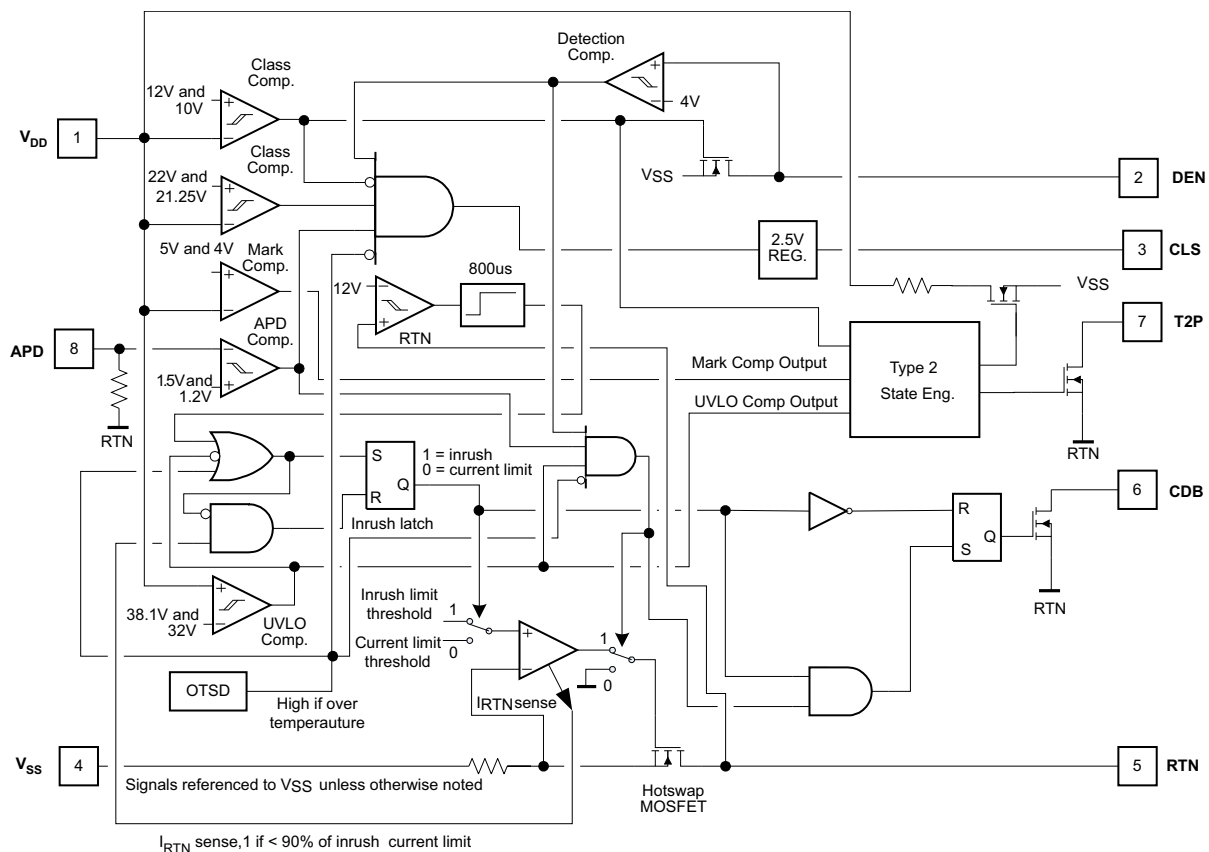 Detection
Comp.
Class
Comp.
12V and
10V
+
−
+
−
4V
VDD
1
Class
Comp.
22V and
21.25V
+
−
VSS
2
DEN
5V and 4V
Mark
Comp.
+
−
800us
12V
−
+
RTN
2.5V
REG.
3
CLS
VSS
APD
8
APD
Comp.
−
+
1.5V and
1.2V
RTN
Mark Comp Output
UVLO Comp Output
Type 2
State Eng.
7
T2P
RTN
S
R
Q
1 = inrush
0 = current limit
Inrush latch
R
S
Q
6
CDB
RTN
+
−
38.1V and
32V
UVLO
Comp.
Inrush limit
threshold
1
Current limit
threshold
0
+
−
1
0
OTSD
High if over
temperauture
IRTN sense
VSS
4
Signals referenced to VSS unless otherwise noted
Hotswap
MOSFET
5
RTN
IRTN sense,1 if < 90% of inrush current limit